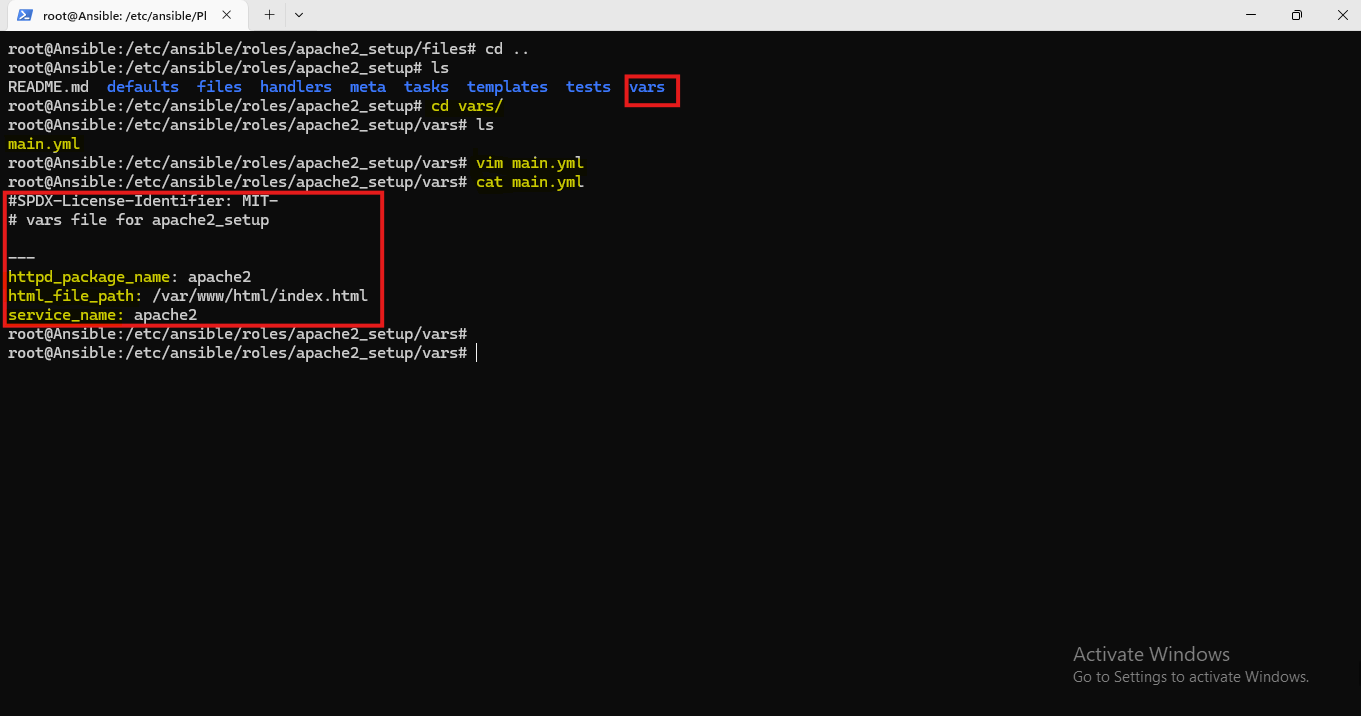 root@Ansible: /etc/ansible/Pl
root@Ansible:/etc/ansible/roles/apache2_setup/files# cd ..
root@Ansible:/etc/ansible/roles/apache2_setup# ls
README.md  defaults  files  handlers  meta  tasks  templates  tests  vars
root@Ansible:/etc/ansible/roles/apache2_setup# cd vars/
root@Ansible:/etc/ansible/roles/apache2_setup/vars# ls
main.yml
root@Ansible:/etc/ansible/roles/apache2_setup/vars# vim main.yml
root@Ansible:/etc/ansible/roles/apache2_setup/vars# cat main.yml
#SPDX-License-Identifier: MIT-
# vars file for apache2_setup
---
httpd_package_name: apache2
html_file_path: /var/www/html/index.html
service_name: apache2
root@Ansible:/etc/ansible/roles/apache2_setup/vars#
root@Ansible:/etc/ansible/roles/apache2_setup/vars#
Activate Windows
Go to Settings to activate Windows.